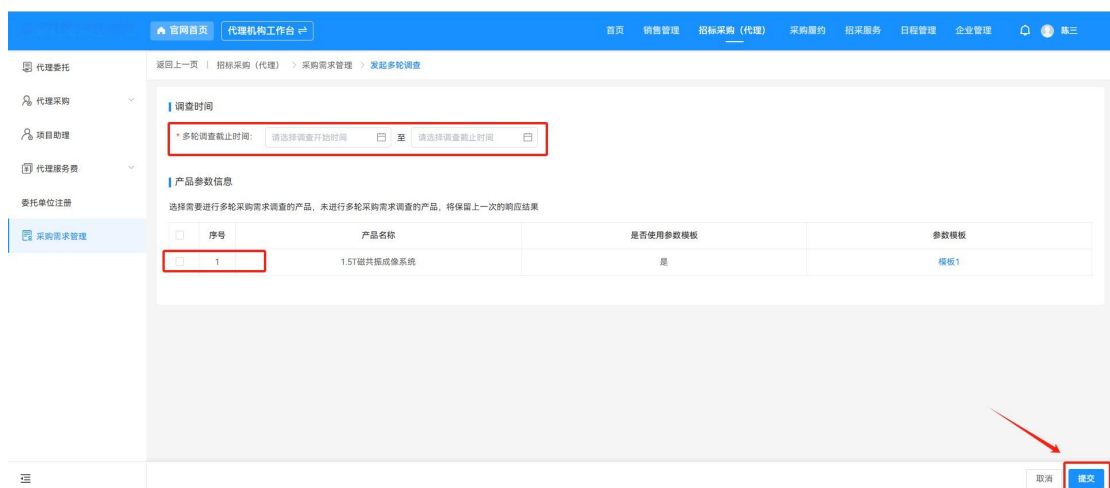 官网首页 代理机构工作台 首页 销售管理 招标采购（代理） 采购履约 招采服务 日程管理 企业管理 陈三
代理委托
代理采购
项目助理
代理服务费
委托单位注册
采购需求管理
返回上一页 | 招标采购（代理） > 采购需求管理 > 发起多轮调查
调查时间
* 多轮调查截止时间: 请选择调查开始时间 至 请选择调查截止时间
产品参数信息
选择需要进行多轮采购需求调查的产品，未进行多轮采购需求调查的产品，将保留上一次的响应结果
序号 产品名称 是否使用参数模板 参数模板
1 1.5T磁共振成像系统 是 模板1
取消 提交